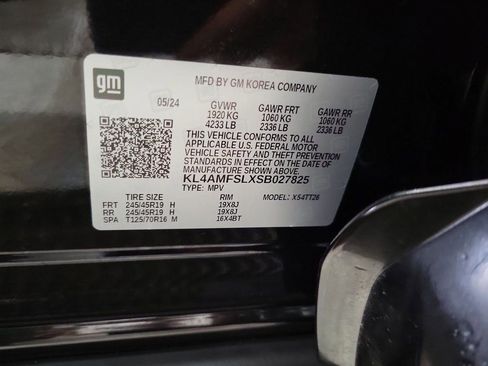 gm
MFD BY GM KOREA COMPANY
05/24 GVWR GAWR FRT GAWR RR
1920 KG 1060 KG 1060 KG
4233 LB 2336 LB 2336 LB
THIS VEHICLE CONFORMS TO ALL
APPLICABLE U.S. FEDERAL MOTOR
VEHICLE SAFETY, BUMPER, AND THEFT PREVENTION
STANDARDS IN EFFECT ON THE DATE OF
MANUFACTURE SHOWN ABOVE.
KL4AMFSLXSB027825
TYPE: MPV MODEL: X54TT26
TIRE SIZE RIM
FRT 245/45R19 H 19X8J
RR 245/45R19 H 19X8J
SPA T125/70R16 M 16X4BT